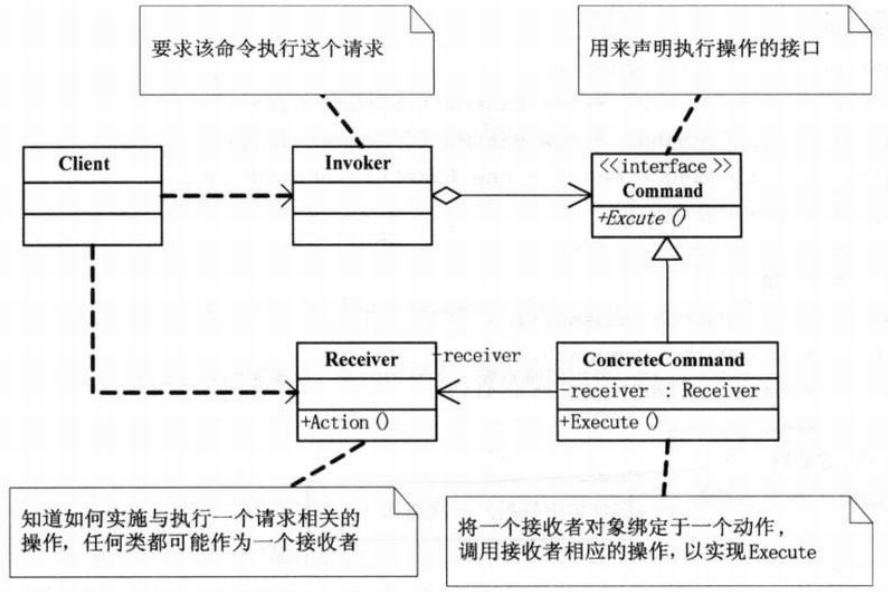 要求该命令执行这个请求
用来声明执行操作的接口
Client
Invoker
<<interface >>
Command
+Excute ()
Receiver
-receiver
ConcreteCommand
-receiver : Receiver
+Action ()
+Execute ()
知道如何实施与执行一个请求相关的
操作，任何类都可能作为一个接收者
将一个接收者对象绑定于一个动作，
调用接收者相应的操作，以实现Execute